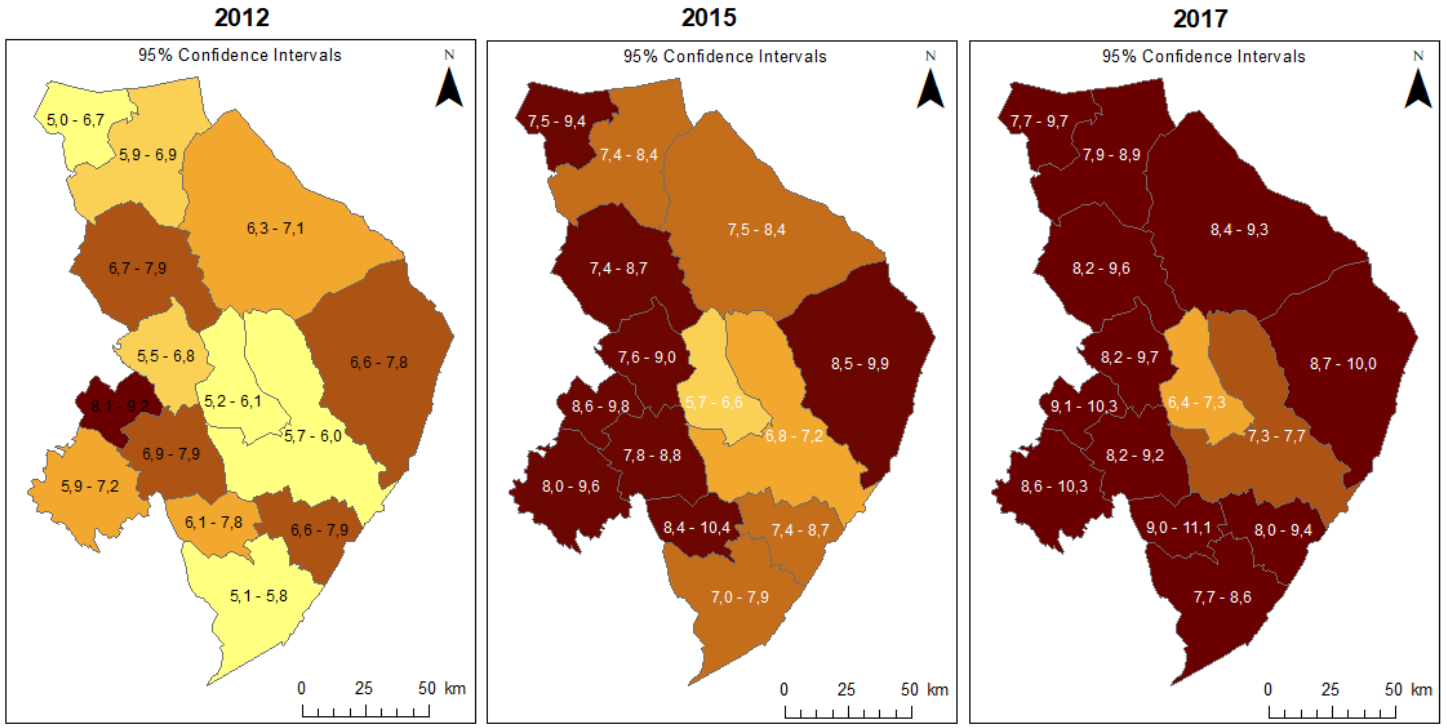 2012
2015
2017
95% Confidence Intervals
N
5,0 - 6,7
5,9 - 6,9
6,3 - 7,1
6,7 - 7,9
6,6 - 7,8
5,5 - 6,8
5,2 - 6,1
8,1 - 9,2
5,7 - 6,0
6,9 - 7,9
5,9 - 7,2
6,1 - 7,8
6,6 - 7,9
5,1 - 5,8
0 25 50 km
95% Confidence Intervals
N
7,5 - 9,4
7,4 - 8,4
7,5 - 8,4
7,4 - 8,7
7,6 - 9,0
8,5 - 9,9
5,7 - 6,6
8,6 - 9,8
6,8 - 7,2
7,8 - 8,8
8,0 - 9,6
8,4 - 10,4
7,4 - 8,7
7,0 - 7,9
0 25 50 km
95% Confidence Intervals
N
7,7 - 9,7
7,9 - 8,9
8,4 - 9,3
8,2 - 9,6
8,2 - 9,7
8,7 - 10,0
6,4 - 7,3
9,1 - 10,3
7,3 - 7,7
8,2 - 9,2
8,6 - 10,3
9,0 - 11,1
8,0 - 9,4
7,7 - 8,6
0 25 50 km